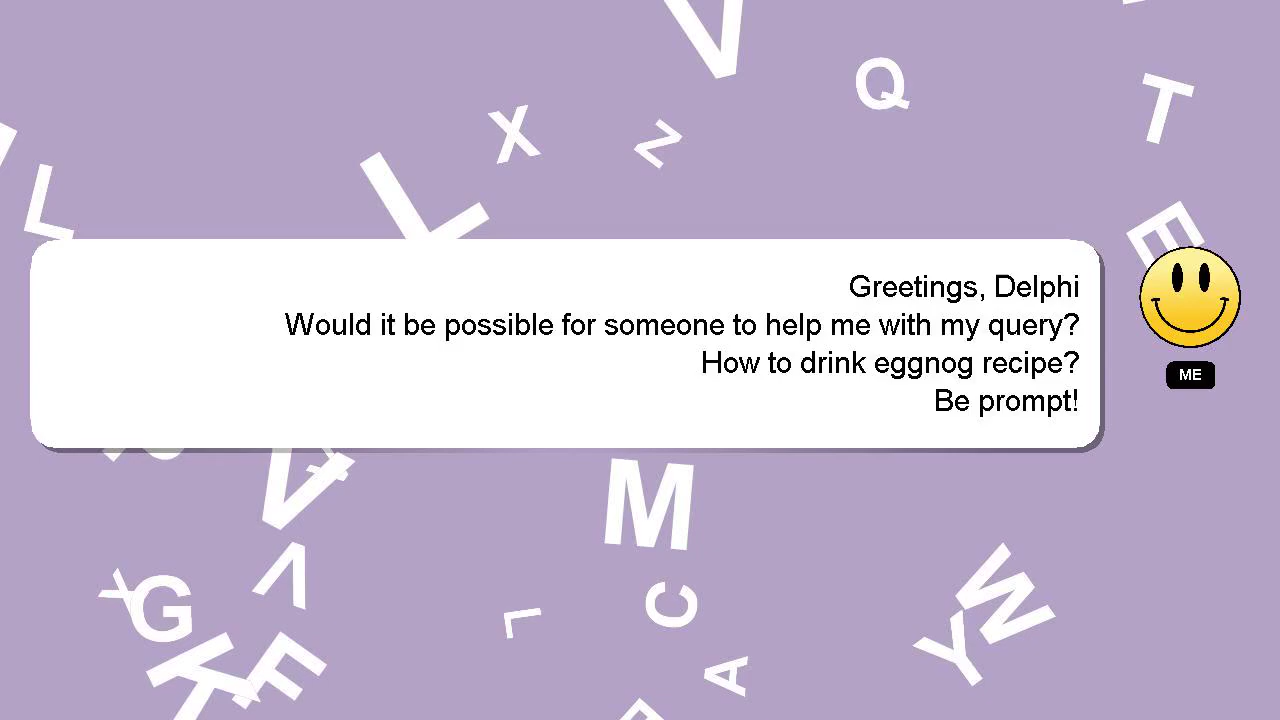 V
Q
T
X
Z
L
L
E
Greetings, Delphi
Would it be possible for someone to help me with my query?
How to drink eggnog recipe?
Be prompt!
ME
V
M
V
X
G
C
L
W
Y
K
F
A